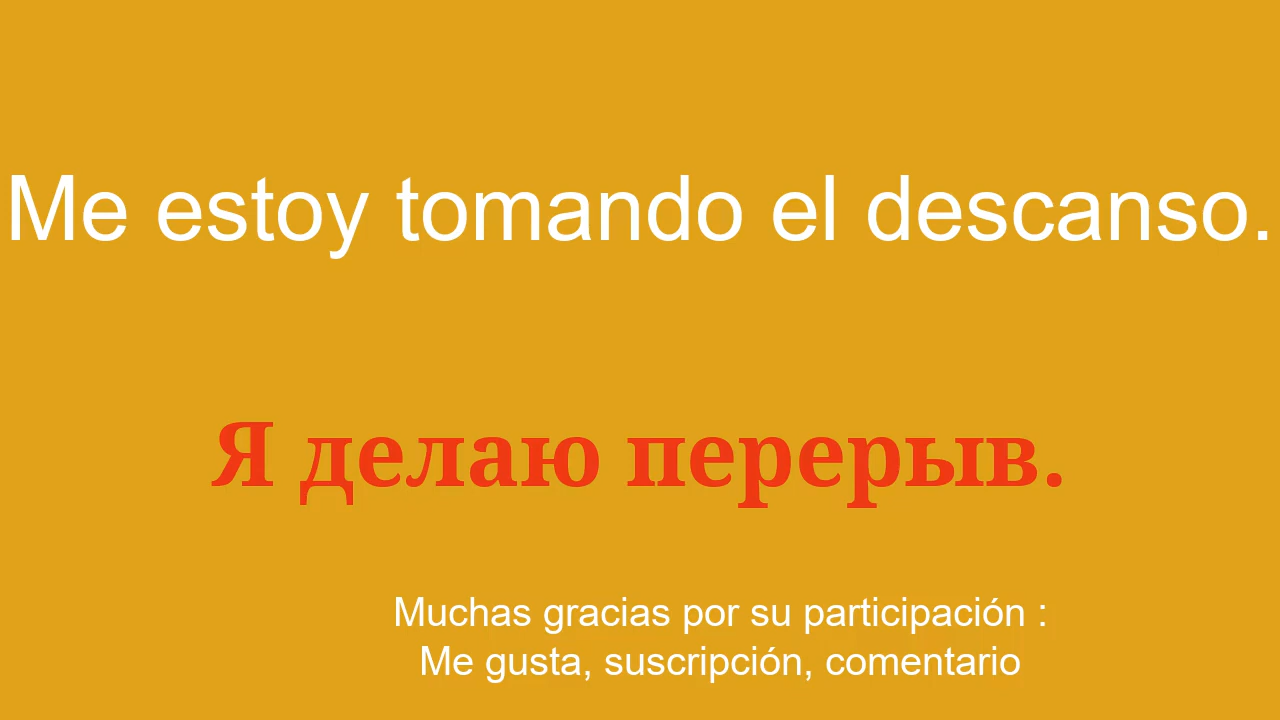 Me estoy tomando el descanso.
Я делаю перерыв.
Muchas gracias por su participación :
Me gusta, suscripción, comentario